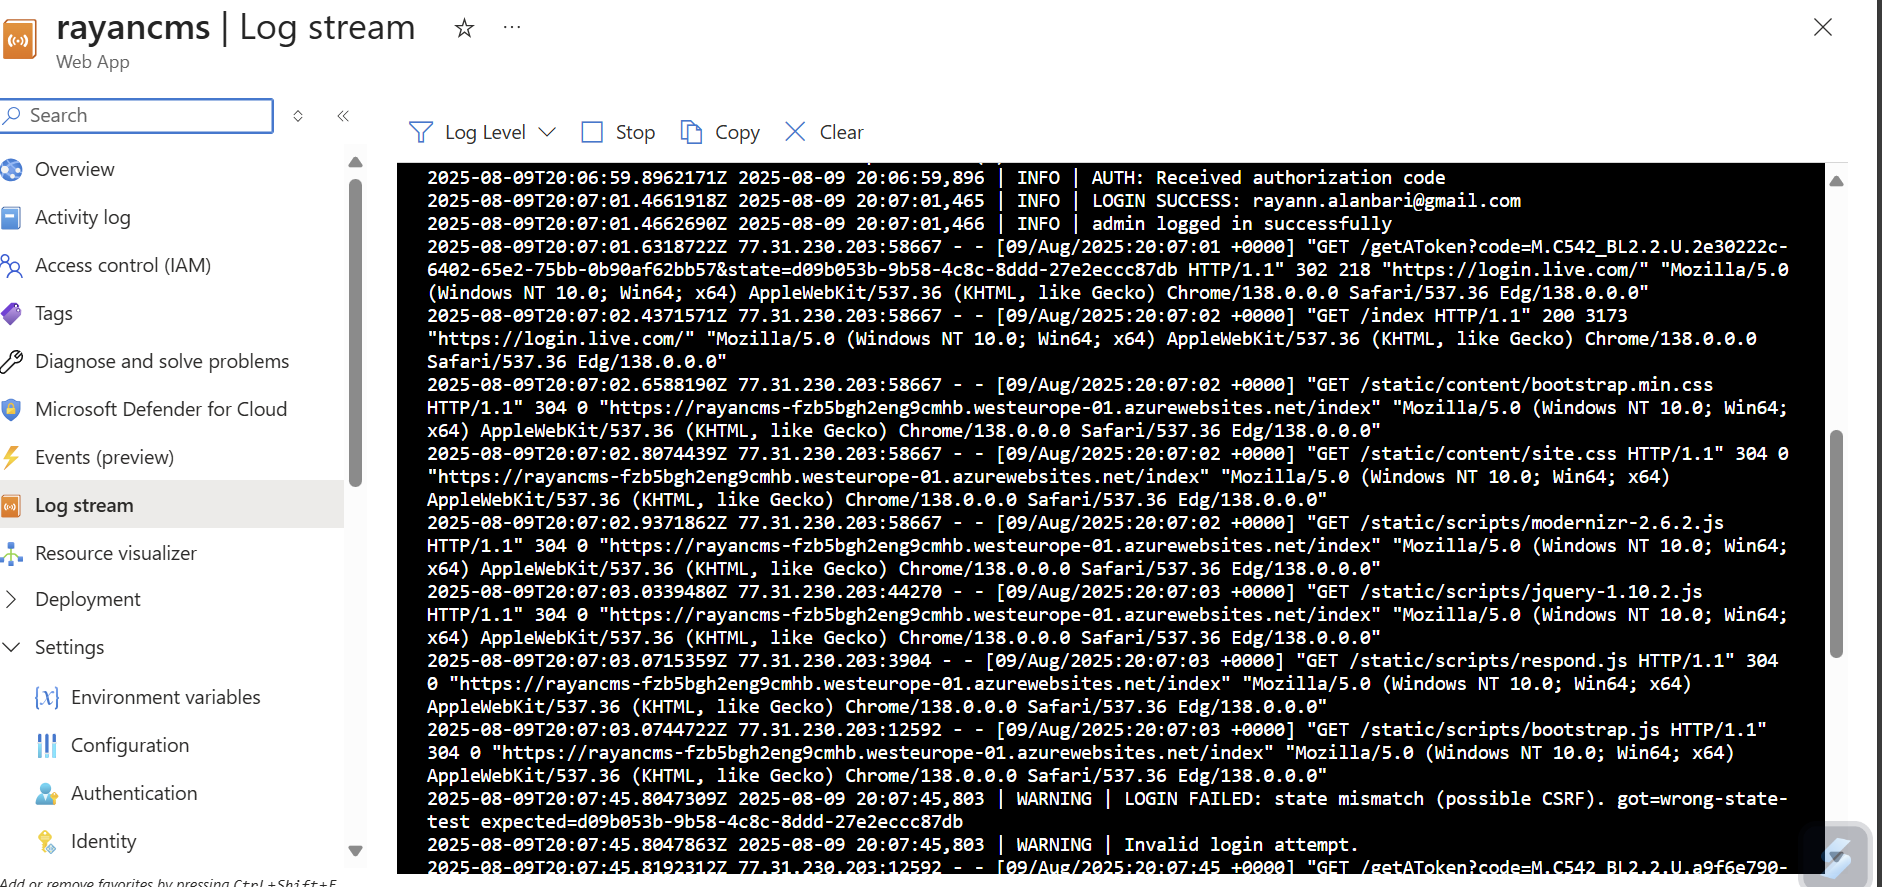 rayancms | Log stream
Web App
Search
Overview
Activity log
Access control (IAM)
Tags
Diagnose and solve problems
Microsoft Defender for Cloud
Events (preview)
Log stream
Resource visualizer
Deployment
Settings
Environment variables
Configuration
Authentication
Identity
Add or remove favorites by pressing Ctrl+Shift+F
Log Level
Stop
Copy
Clear
2025-08-09T20:06:59.8962171Z 2025-08-09 20:06:59,896 | INFO | AUTH: Received authorization code
2025-08-09T20:07:01.4661918Z 2025-08-09 20:07:01,465 | INFO | LOGIN SUCCESS: rayann.alanbari@gmail.com
2025-08-09T20:07:01.4662690Z 2025-08-09 20:07:01,466 | INFO | admin logged in successfully
2025-08-09T20:07:01.6318722Z 77.31.230.203:58667 - - [09/Aug/2025:20:07:01 +0000] "GET /getAToken?code=M.C542_BL2.2.U.2e30222c-
6402-65e2-75bb-0b90af62bb57&state=d09b053b-9b58-4c8c-8ddd-27e2eccc87db HTTP/1.1" 302 218 "https://login.live.com/" "Mozilla/5.0
(Windows NT 10.0; Win64; x64) AppleWebKit/537.36 (KHTML, like Gecko) Chrome/138.0.0.0 Safari/537.36 Edg/138.0.0.0"
2025-08-09T20:07:02.4371571Z 77.31.230.203:58667 - - [09/Aug/2025:20:07:02 +0000] "GET /index HTTP/1.1" 200 3173
"https://login.live.com/" "Mozilla/5.0 (Windows NT 10.0; Win64; x64) AppleWebKit/537.36 (KHTML, like Gecko) Chrome/138.0.0.0
Safari/537.36 Edg/138.0.0.0"
2025-08-09T20:07:02.6588190Z 77.31.230.203:58667 - - [09/Aug/2025:20:07:02 +0000] "GET /static/content/bootstrap.min.css
HTTP/1.1" 304 0 "https://rayancms-fzb5bgh2eng9cmhb.westeurope-01.azurewebsites.net/index" "Mozilla/5.0 (Windows NT 10.0; Win64;
x64) AppleWebKit/537.36 (KHTML, like Gecko) Chrome/138.0.0.0 Safari/537.36 Edg/138.0.0.0"
2025-08-09T20:07:02.8074439Z 77.31.230.203:58667 - - [09/Aug/2025:20:07:02 +0000] "GET /static/content/site.css HTTP/1.1" 304 0
"https://rayancms-fzb5bgh2eng9cmhb.westeurope-01.azurewebsites.net/index" "Mozilla/5.0 (Windows NT 10.0; Win64; x64)
AppleWebKit/537.36 (KHTML, like Gecko) Chrome/138.0.0.0 Safari/537.36 Edg/138.0.0.0"
2025-08-09T20:07:02.9371862Z 77.31.230.203:58667 - - [09/Aug/2025:20:07:02 +0000] "GET /static/scripts/modernizr-2.6.2.js
HTTP/1.1" 304 0 "https://rayancms-fzb5bgh2eng9cmhb.westeurope-01.azurewebsites.net/index" "Mozilla/5.0 (Windows NT 10.0; Win64;
x64) AppleWebKit/537.36 (KHTML, like Gecko) Chrome/138.0.0.0 Safari/537.36 Edg/138.0.0.0"
2025-08-09T20:07:03.0339480Z 77.31.230.203:44270 - - [09/Aug/2025:20:07:03 +0000] "GET /static/scripts/jquery-1.10.2.js
HTTP/1.1" 304 0 "https://rayancms-fzb5bgh2eng9cmhb.westeurope-01.azurewebsites.net/index" "Mozilla/5.0 (Windows NT 10.0; Win64;
x64) AppleWebKit/537.36 (KHTML, like Gecko) Chrome/138.0.0.0 Safari/537.36 Edg/138.0.0.0"
2025-08-09T20:07:03.0715359Z 77.31.230.203:3904 - - [09/Aug/2025:20:07:03 +0000] "GET /static/scripts/respond.js HTTP/1.1" 304
0 "https://rayancms-fzb5bgh2eng9cmhb.westeurope-01.azurewebsites.net/index" "Mozilla/5.0 (Windows NT 10.0; Win64; x64)
AppleWebKit/537.36 (KHTML, like Gecko) Chrome/138.0.0.0 Safari/537.36 Edg/138.0.0.0"
2025-08-09T20:07:03.0744722Z 77.31.230.203:12592 - - [09/Aug/2025:20:07:03 +0000] "GET /static/scripts/bootstrap.js HTTP/1.1"
304 0 "https://rayancms-fzb5bgh2eng9cmhb.westeurope-01.azurewebsites.net/index" "Mozilla/5.0 (Windows NT 10.0; Win64; x64)
AppleWebKit/537.36 (KHTML, like Gecko) Chrome/138.0.0.0 Safari/537.36 Edg/138.0.0.0"
2025-08-09T20:07:45.8047309Z 2025-08-09 20:07:45,803 | WARNING | LOGIN FAILED: state mismatch (possible CSRF). got=wrong-state-
test expected=d09b053b-9b58-4c8c-8ddd-27e2eccc87db
2025-08-09T20:07:45.8047863Z 2025-08-09 20:07:45,803 | WARNING | Invalid login attempt.
2025-08-09T20:07:45.8192312Z 77.31.230.203:12592 - - [09/Aug/2025:20:07:45 +0000] "GET /getAToken?code=M.C542_BL2.2.U.a9f6e790-